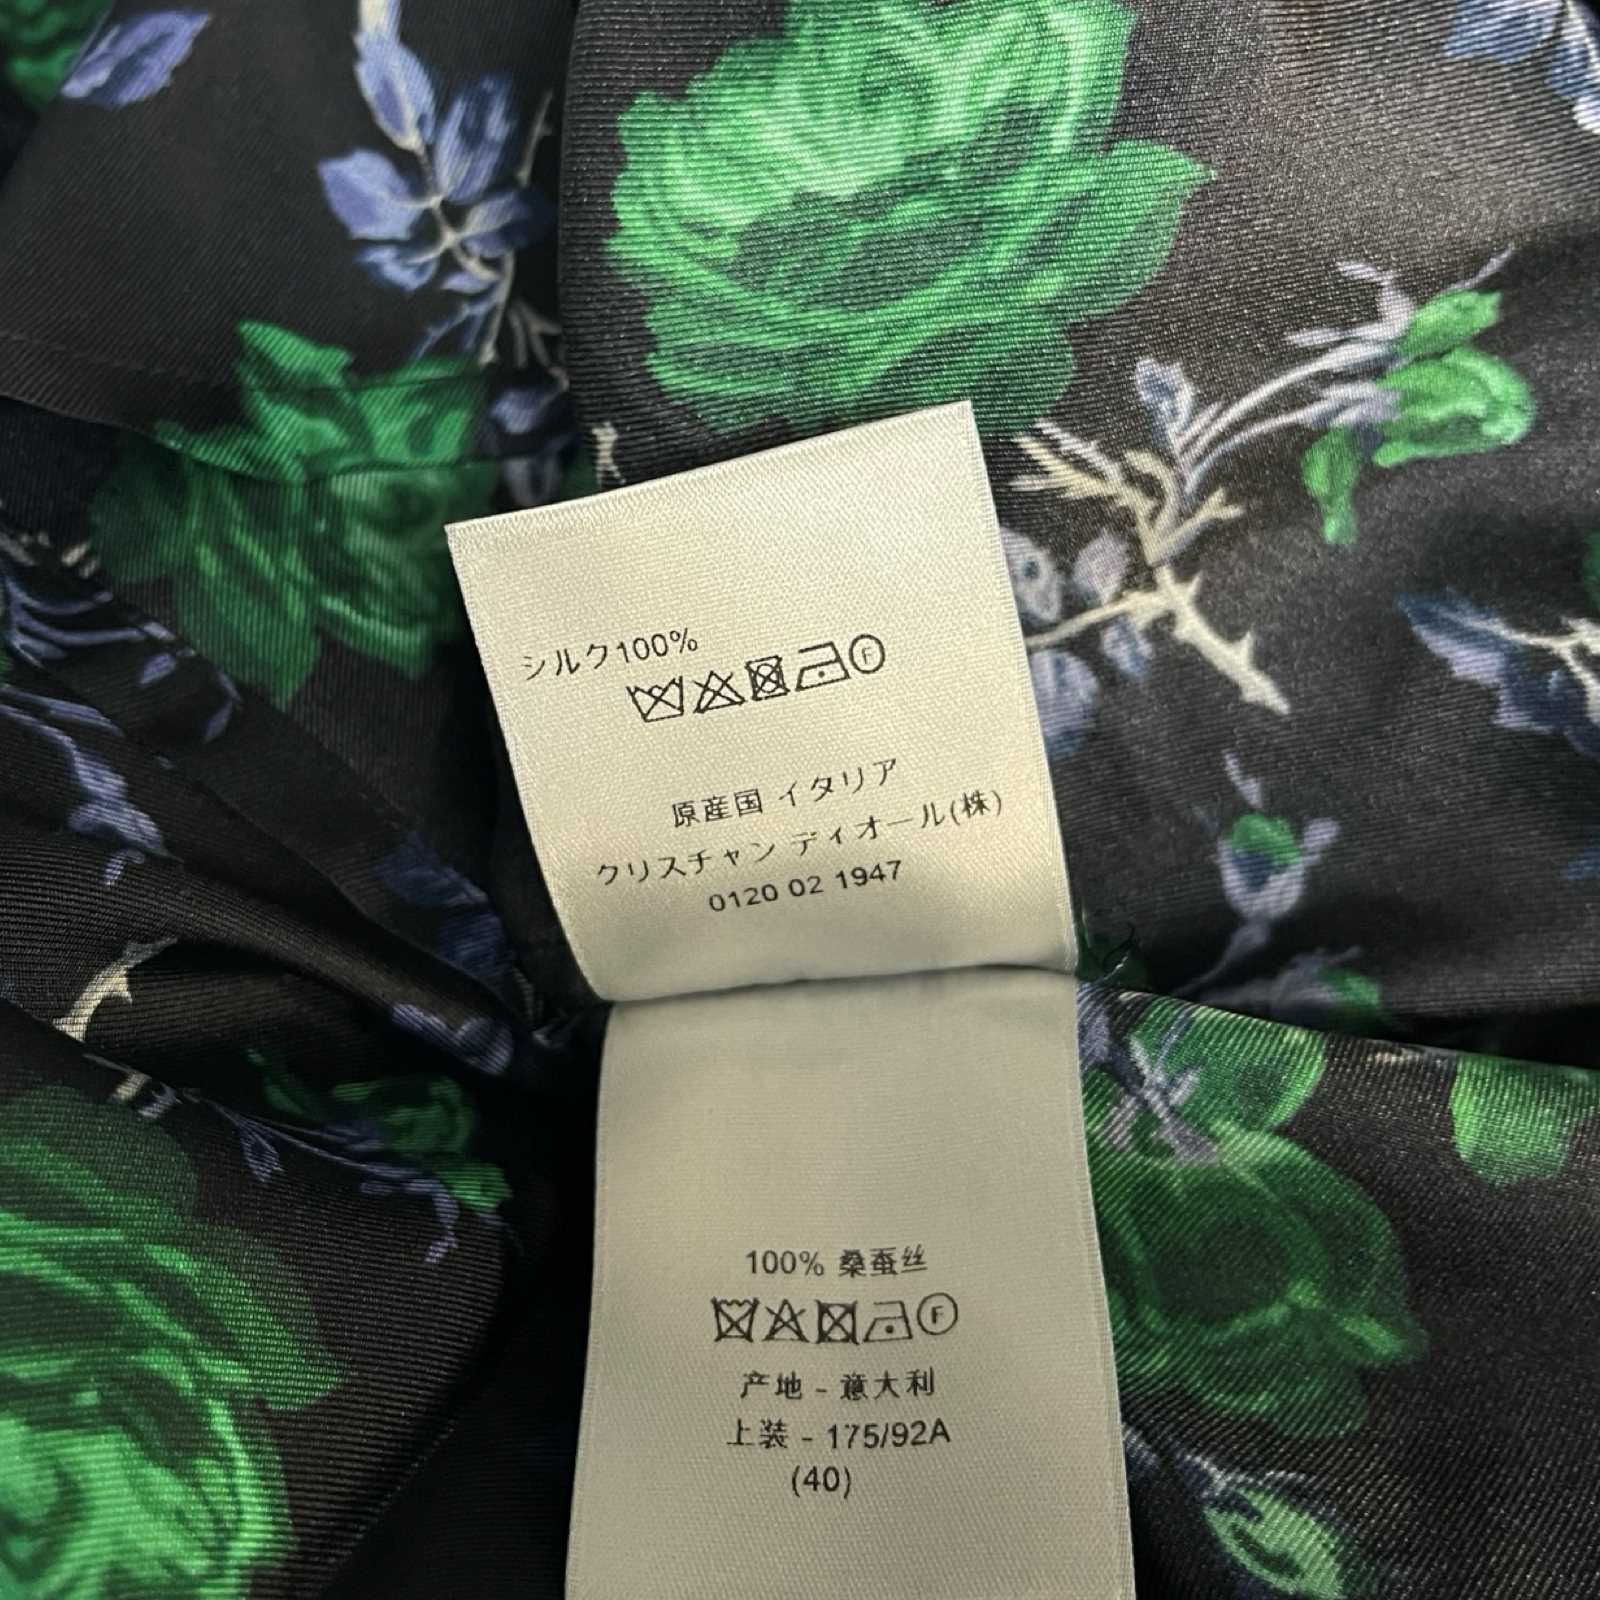 シルク100%
F
原産国 イタリア
クリスチャン ディオール(株)
0120 02 1947
100% 桑蚕丝
F
产地 - 意大利
上装 - 175/92A
(40)